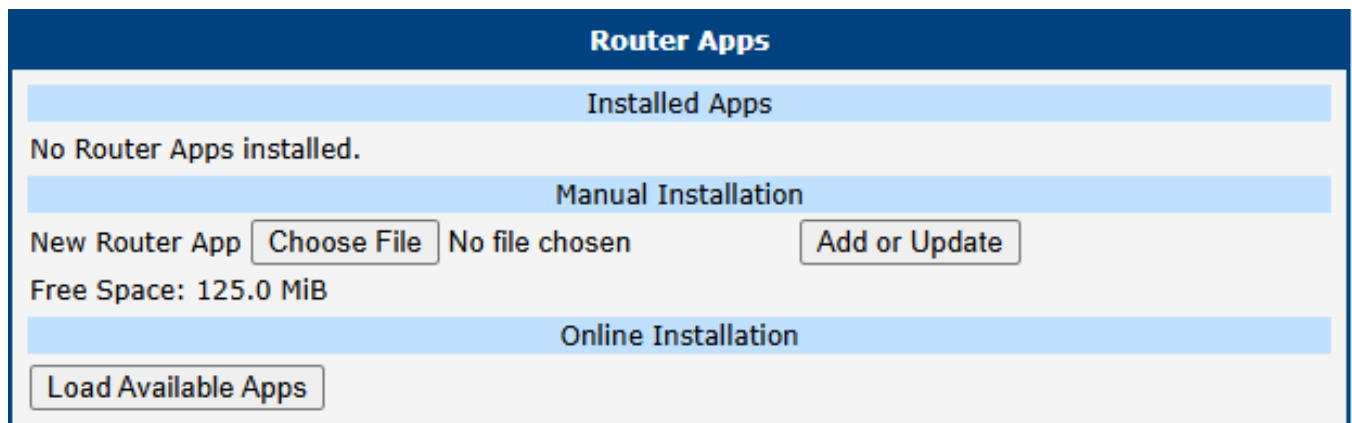 Router Apps
Installed Apps
No Router Apps installed.
Manual Installation
New Router App Choose File No file chosen Add or Update
Free Space: 125.0 MiB
Online Installation
Load Available Apps